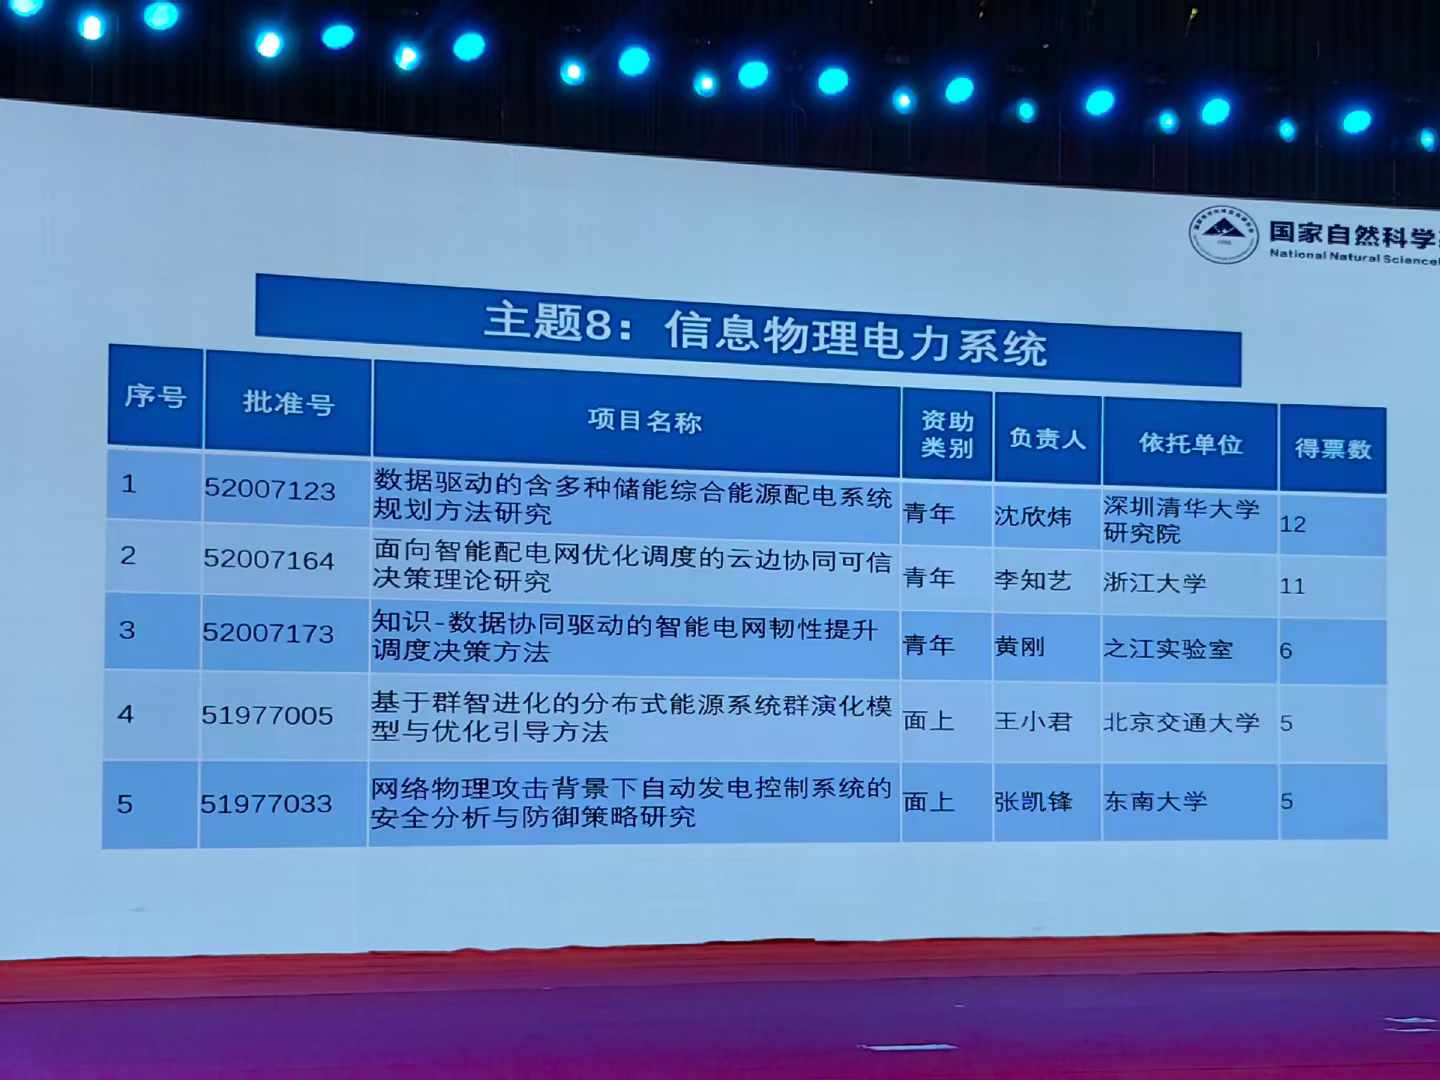 国家自然科学
National Natural Science
主题8：信息物理电力系统
序号 批准号 项目名称 资助类别 负责人 依托单位 得票数
1 52007123 数据驱动的含多种储能综合能源配电系统规划方法研究 青年 沈欣炜 深圳清华大学研究院 12
2 52007164 面向智能配电网优化调度的云边协同可信决策理论研究 青年 李知艺 浙江大学 11
3 52007173 知识-数据协同驱动的智能电网韧性提升调度决策方法 青年 黄刚 之江实验室 6
4 51977005 基于群智进化的分布式能源系统群演化模型与优化引导方法 面上 王小君 北京交通大学 5
5 51977033 网络物理攻击背景下自动发电控制系统的安全分析与防御策略研究 面上 张凯锋 东南大学 5